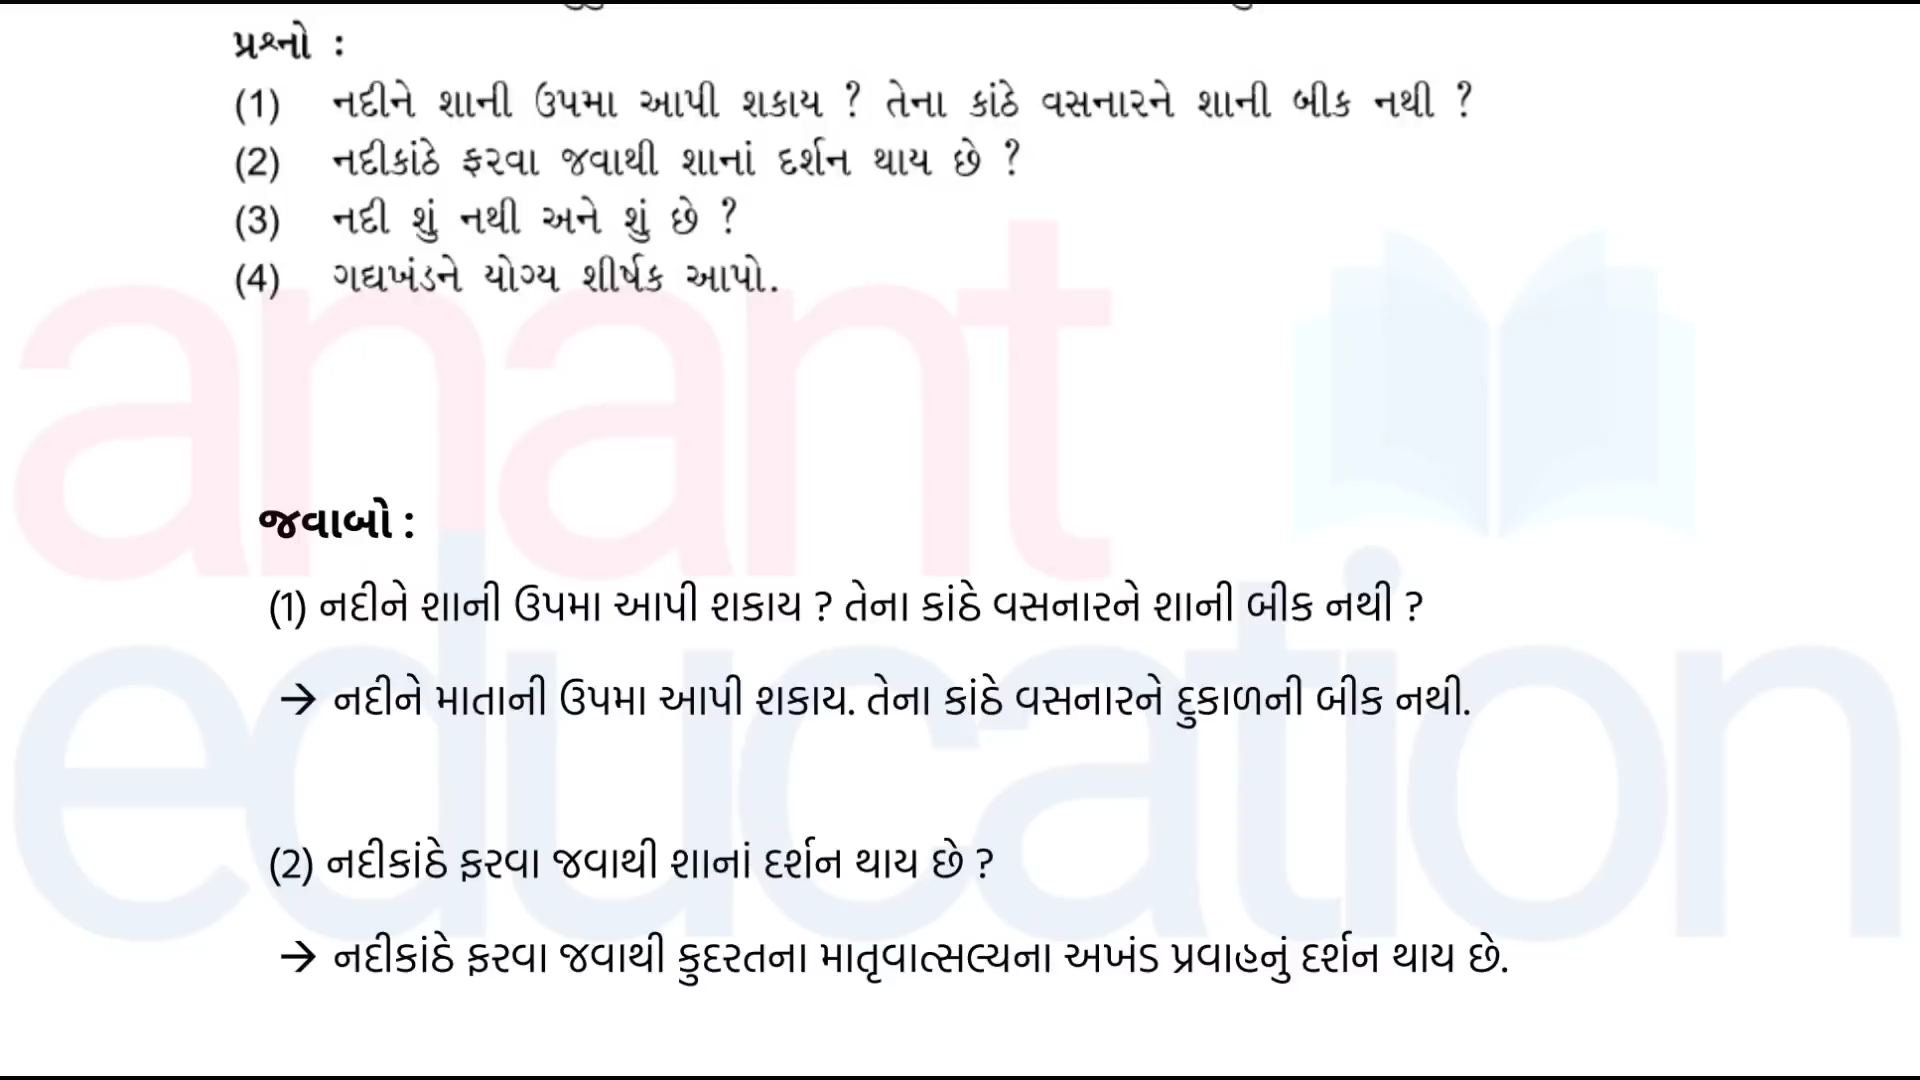 પ્રશ્નો :
(1) નદીને શાની ઉપમા આપી શકાય ? તેના કાંઠે વસનારને શાની બીક નથી ?
(2) નદીકાંઠે ફરવા જવાથી શાનાં દર્શન થાય છે ?
(3) નદી શું નથી અને શું છે ?
(4) ગદ્યખંડને યોગ્ય શીર્ષક આપો.
anant
જવાબો :
(1) નદીને શાની ઉપમા આપી શકાય ? તેના કાંઠે વસનારને શાની બીક નથી ?
education
→ નદીને માતાની ઉપમા આપી શકાય. તેના કાંઠે વસનારને દુકાળની બીક નથી.
(2) નદીકાંઠે ફરવા જવાથી શાનાં દર્શન થાય છે ?
→ નદીકાંઠે ફરવા જવાથી કુદરતના માતૃવાત્સલ્યના અખંડ પ્રવાહનું દર્શન થાય છે.